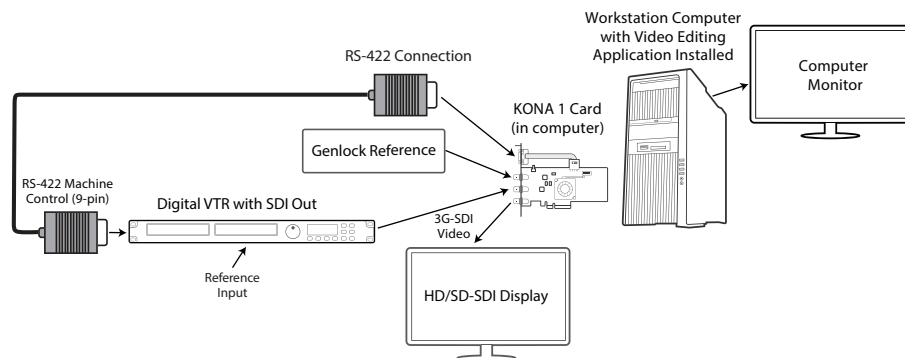 Workstation Computer
with Video Editing
Application Installed
Computer
Monitor
RS-422 Connection
KONA 1 Card
(in computer)
Genlock Reference
RS-422 Machine
Control (9-pin)
Digital VTR with SDI Out
3G-SDI
Video
Reference
Input
HD/SD-SDI Display